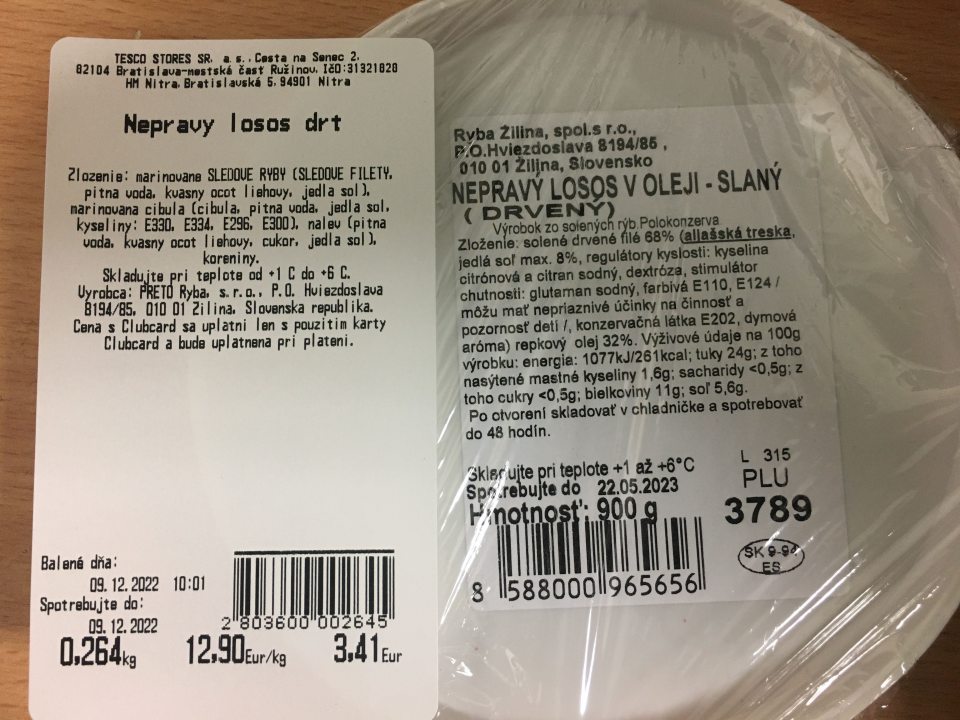 TESCO STORES SR, a.s., Cesta na Senec 2,
82104 Bratislava-mestská časť Ružinov, IČO:31321828
HM Nitra, Bratislavská 5, 94901 Nitra
Nepravy losos drt
Zlozenie: marinovane SLEDOVE RYBY (SLEDOVE FILETY,
pitna voda, kvasny ocot liehovy, jedla sol),
marinovana cibula (cibula, pitna voda, jedla sol,
kyseliny: E330, E334, E296, E300), nalev (pitna
voda, kvasny ocot liehovy, cukor, jedla sol),
koreniny.
Skladujte pri teplote od +1 C do +6 C.
Vyrobca: PRETO Ryba, s.r.o., P.O. Hviezdoslava
8194/85, 010 01 Zilina, Slovenska republika.
Cena s Clubcard sa uplatni len s pouzitim karty
Clubcard a bude uplatnena pri plateni.
Balené dňa:
09.12.2022 10:01
Spotrebujte do:
09.12.2022
2 803600 002645
0,264kg 12,90Eur/kg 3,41Eur
Ryba Žilina, spol.s r.o.,
P.O.Hviezdoslava 8194/85 ,
010 01 Žilina, Slovensko
NEPRAVÝ LOSOS V OLEJI - SLANÝ
( DRVENÝ)
Výrobok zo solených rýb.Polokonzerva
Zloženie: solené drvené filé 68% (aljašská treska,
jedlá soľ max. 8%, regulátory kyslosti: kyselina
citrónová a citran sodný, dextróza, stimulátor
chutnosti: glutaman sodný, farbivá E110, E124 /
môžu mať nepriaznivé účinky na činnosť a
pozornosť detí /, konzervačná látka E202, dymová
aróma) repkový olej 32%. Výživové údaje na 100g
výrobku: energia: 1077kJ/261kcal; tuky 24g; z toho
nasýtené mastné kyseliny 1,6g; sacharidy <0,5g; z
toho cukry <0,5g; bielkoviny 11g; soľ 5,6g.
Po otvorení skladovať v chladničke a spotrebovať
do 48 hodín.
Skladujte pri teplote +1 až +6°C
Spotrebujte do 22.05.2023
Hmotnosť: 900 g
L 315
PLU
3789
8 588000 965656
SK 9-94
ES